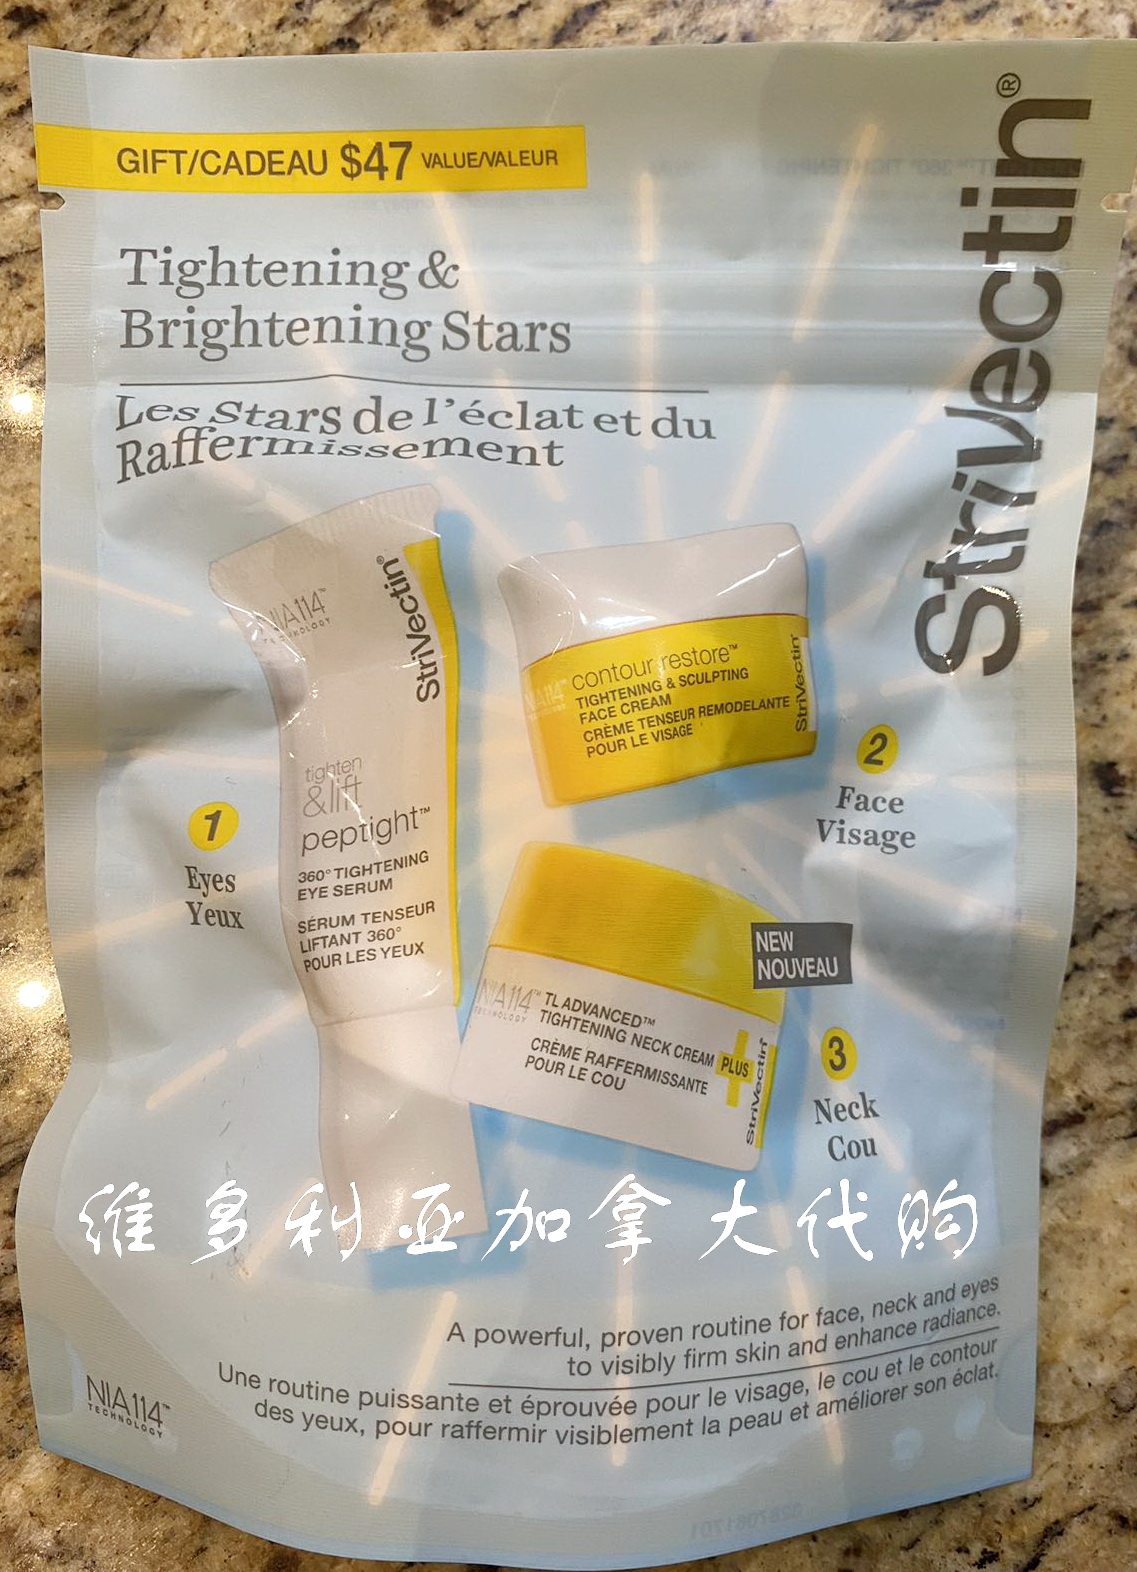 GIFT/CADEAU $47 VALUE/VALEUR
StriVectin®
Tightening &
Brightening Stars
Les Stars de l'éclat et du
Raffermissement
NIA114™
TECHNOLOGY
StriVectin®
tighten
&lift
peptight™
360° TIGHTENING
EYE SERUM
SÉRUM TENSEUR
LIFTANT 360°
POUR LES YEUX
1
Eyes
Yeux
NIA114™
contour restore™
TIGHTENING & SCULPTING
FACE CREAM
CRÈME TENSEUR REMODELANTE
POUR LE VISAGE
StriVectin
2
Face
Visage
NEW
NOUVEAU
NIA114™
TECHNOLOGY
TL ADVANCED™
TIGHTENING NECK CREAM
PLUS
CRÈME RAFFERMISSANTE
POUR LE COU
StriVectin
3
Neck
Cou
维多利亚加拿大代购
A powerful, proven routine for face, neck and eyes
to visibly firm skin and enhance radiance.
Une routine puissante et éprouvée pour le visage, le cou et le contour
des yeux, pour raffermir visiblement la peau et améliorer son éclat.
NIA114™
TECHNOLOGY